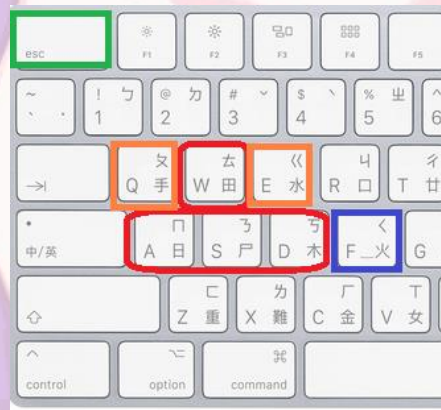 esc F1 F2 F3 F4 F5
~ ` · ! ㄅ 1 @ ㄉ 2 # ˇ 3 $ ˋ 4 % ㄓ 5 ^ 6
→| ㄆ Q 手 ㄊ W 田 ㄍ E 水 ㄐ R 口 ㄔ T 廿
• 中/英 ㄇ A 日 ㄋ S 尸 ㄎ D 木 ㄑ F 火 G
⇧ ㄈ Z 重 ㄌ X 難 ㄏ C 金 ㄒ V 女
^ control ⌥ option ⌘ command